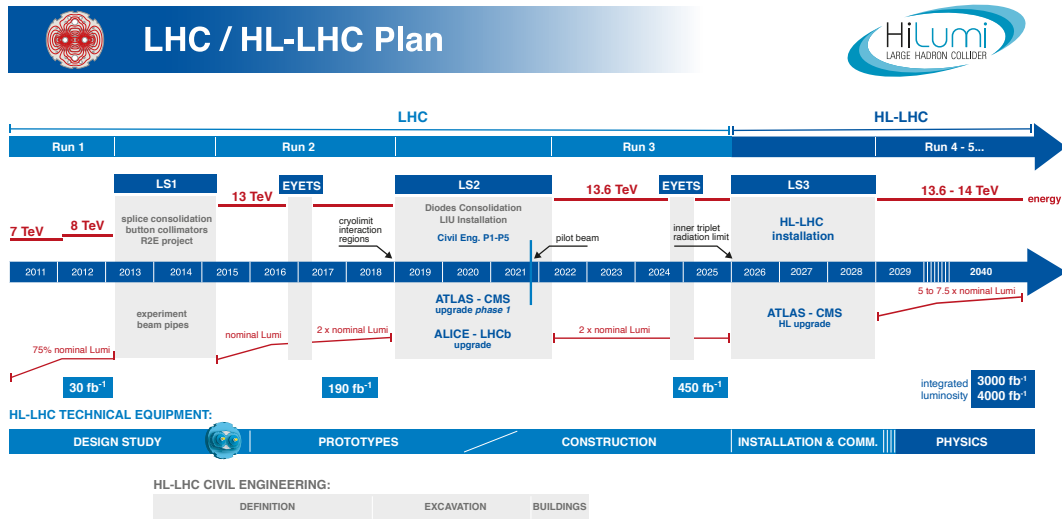 LHC / HL-LHC Plan
HiLumi
LARGE HADRON COLLIDER
LHC
HL-LHC
Run 1
Run 2
Run 3
Run 4 - 5...
LS1
EYETS
LS2
EYETS
LS3
7 TeV
8 TeV
13 TeV
13.6 TeV
13.6 - 14 TeV
energy
splice consolidation
button collimators
R2E project
cryolimit
interaction
regions
Diodes Consolidation
LIU Installation
Civil Eng. P1-P5
pilot beam
inner triplet
radiation limit
HL-LHC
installation
2011 2012 2013 2014 2015 2016 2017 2018 2019 2020 2021 2022 2023 2024 2025 2026 2027 2028 2029 2040
experiment
beam pipes
ATLAS - CMS
upgrade phase 1
ALICE - LHCb
upgrade
ATLAS - CMS
HL upgrade
75% nominal Lumi
nominal Lumi
2 x nominal Lumi
2 x nominal Lumi
5 to 7.5 x nominal Lumi
30 fb⁻¹
190 fb⁻¹
450 fb⁻¹
integrated
luminosity
3000 fb⁻¹
4000 fb⁻¹
HL-LHC TECHNICAL EQUIPMENT:
DESIGN STUDY
PROTOTYPES
CONSTRUCTION
INSTALLATION & COMM.
PHYSICS
HL-LHC CIVIL ENGINEERING:
DEFINITION
EXCAVATION
BUILDINGS